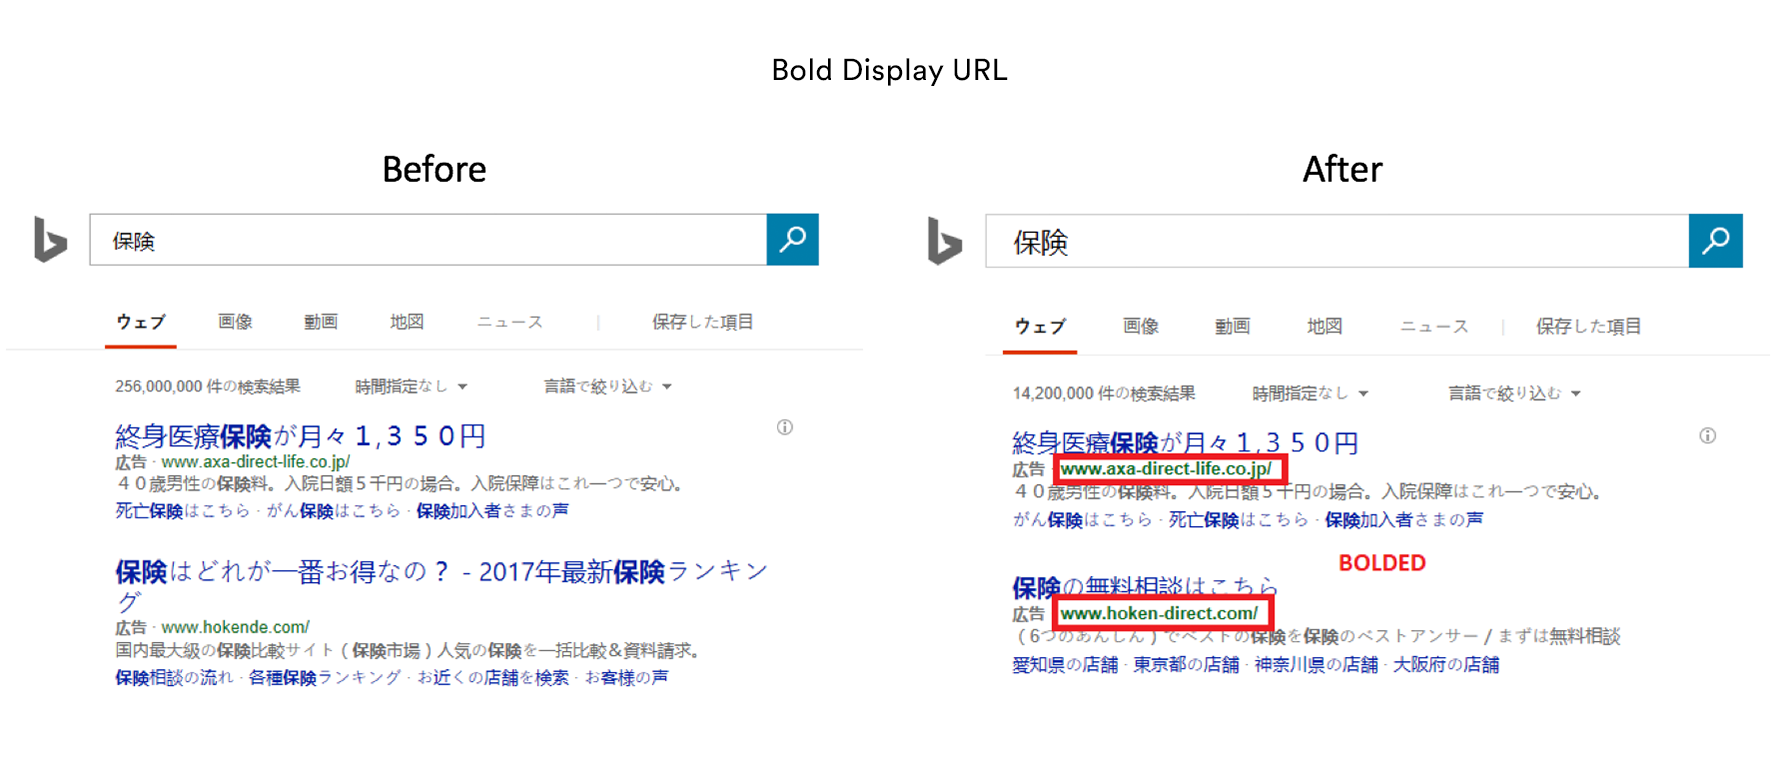 Bold Display URL
Before
保険
ウェブ 画像 動画 地図 ニュース | 保存した項目
256,000,000 件の検索結果 時間指定なし 言語で絞り込む
終身医療保険が月々１,３５０円
広告 · www.axa-direct-life.co.jp/
４０歳男性の保険料。入院日額５千円の場合。入院保障はこれ一つで安心。
死亡保険はこちら · がん保険はこちら · 保険加入者さまの声
保険はどれが一番お得なの？ - 2017年最新保険ランキン
グ
広告 · www.hokende.com/
国内最大級の保険比較サイト（保険市場）人気の保険を一括比較＆資料請求。
保険相談の流れ · 各種保険ランキング · お近くの店舗を検索 · お客様の声
After
保険
ウェブ 画像 動画 地図 ニュース | 保存した項目
14,200,000 件の検索結果 時間指定なし 言語で絞り込む
終身医療保険が月々１,３５０円
広告 www.axa-direct-life.co.jp/
４０歳男性の保険料。入院日額５千円の場合。入院保障はこれ一つで安心。
がん保険はこちら · 死亡保険はこちら · 保険加入者さまの声
BOLDED
保険の無料相談はこちら
広告 www.hoken-direct.com/
（6つのあんしん）でベストの保険を保険のベストアンサー / まずは無料相談
愛知県の店舗 · 東京都の店舗 · 神奈川県の店舗 · 大阪府の店舗